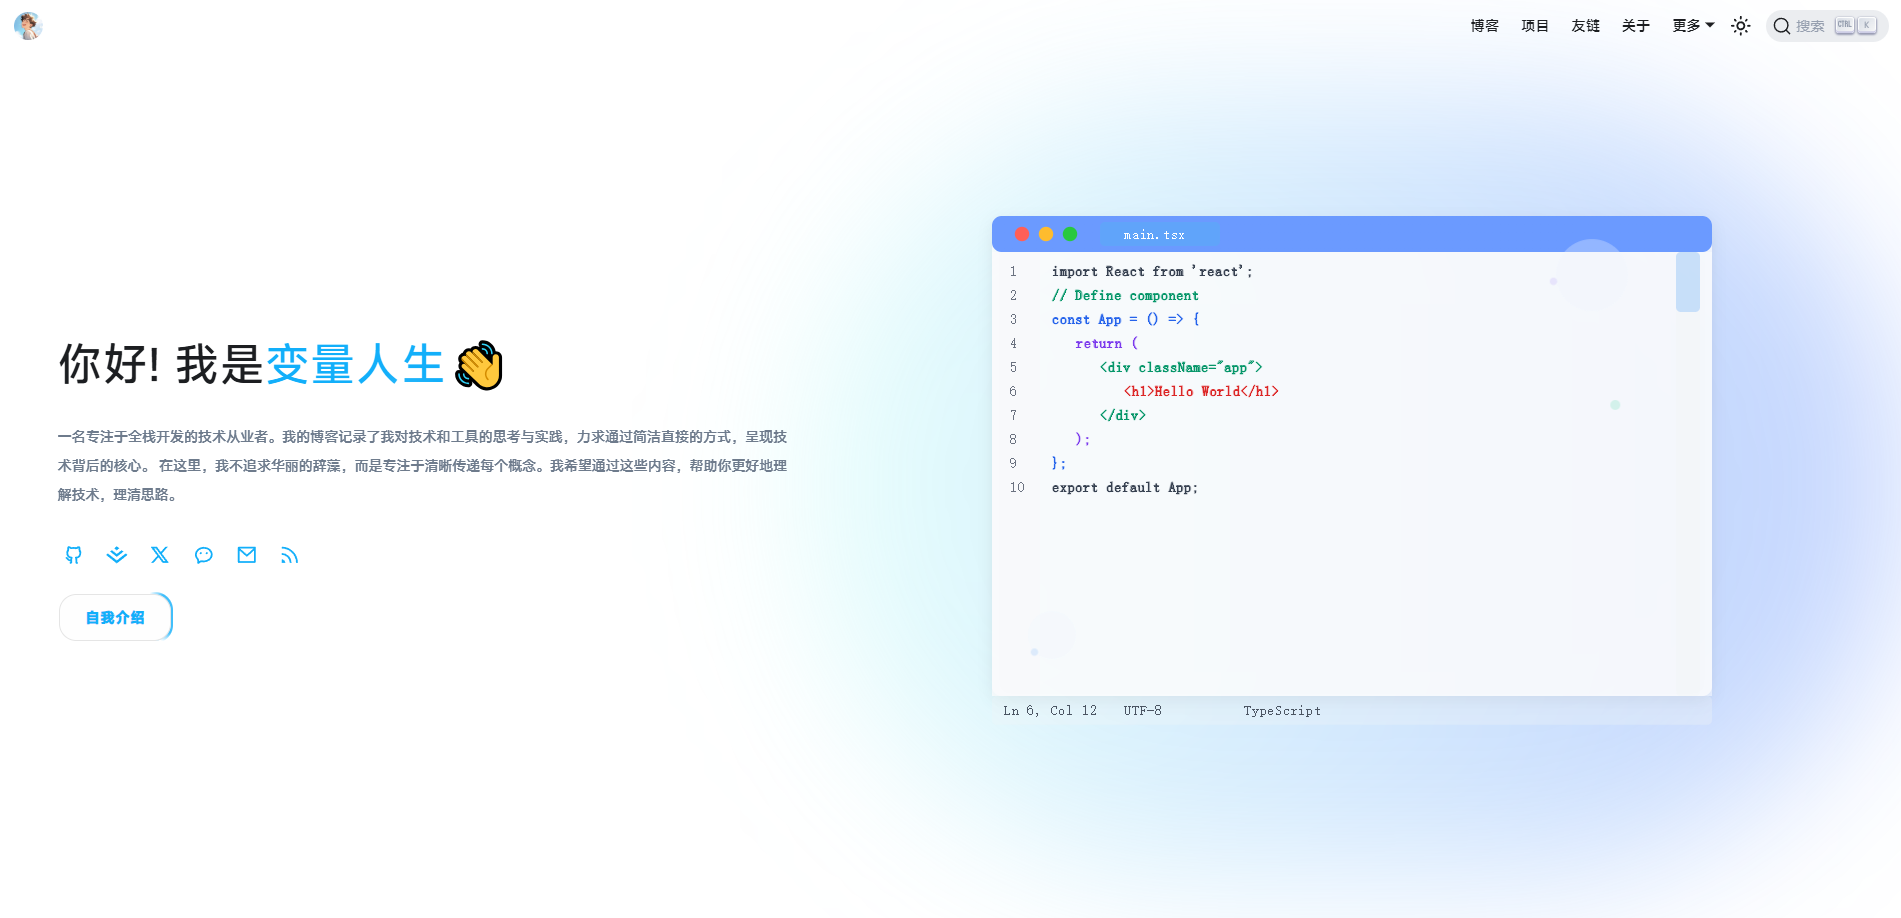 博客 项目 友链 关于 更多 搜索 CTRL K
你好! 我是变量人生
一名专注于全栈开发的技术从业者。我的博客记录了我对技术和工具的思考与实践，力求通过简洁直接的方式，呈现技
术背后的核心。 在这里，我不追求华丽的辞藻，而是专注于清晰传递每个概念。我希望通过这些内容，帮助你更好地理
解技术，理清思路。
自我介绍
main.tsx
1 import React from 'react';
2 // Define component
3 const App = () => {
4 return (
5 <div className="app">
6 <h1>Hello World</h1>
7 </div>
8 );
9 };
10 export default App;
Ln 6, Col 12 UTF-8 TypeScript